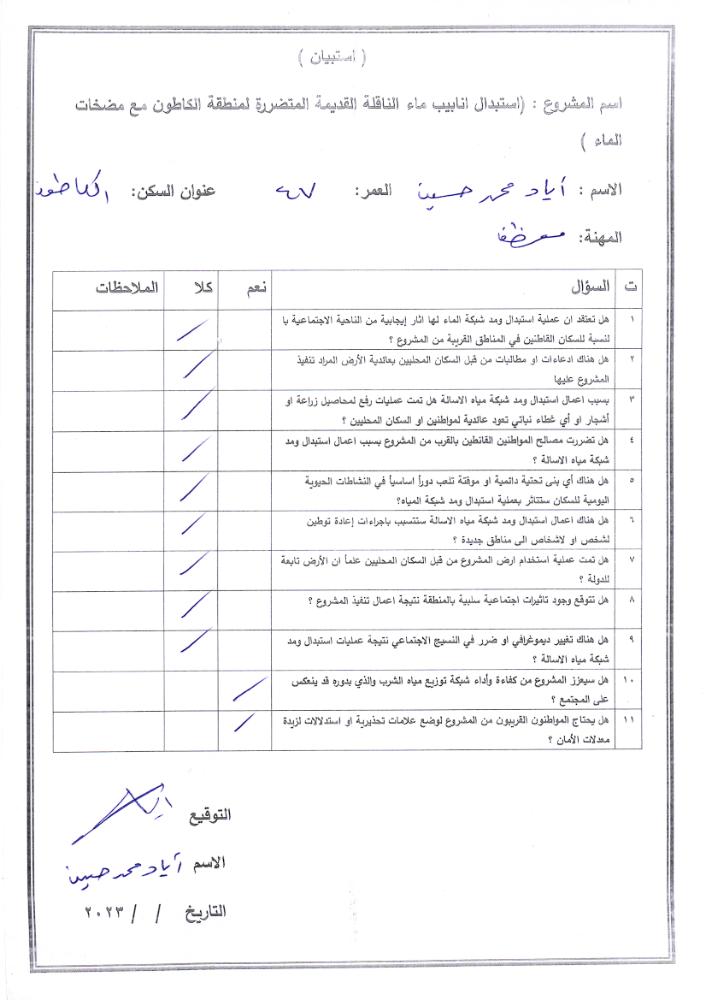 ( استبيان )
اسم المشروع : (استبدال انابيب ماء الناقلة القديمة المتضررة لمنطقة الكاطون مع مضخات
الماء )
الاسم : أياد محمد حسين العمر: ٤٧ عنوان السكن: الكاطون
المهنة: موظف
ت السؤال نعم كلا الملاحظات
١ هل تعتقد ان عملية استبدال ومد شبكة الماء لها اثار إيجابية من الناحية الاجتماعية با
لنسبة للسكان القاطنين في المناطق القريبة من المشروع ؟
٢ هل هناك ادعاءات او مطالبات من قبل السكان المحليين بعائدية الأرض المراد تنفيذ
المشروع عليها
٣ بسبب اعمال استبدال ومد شبكة مياه الاسالة هل تمت عمليات رفع لمحاصيل زراعة او
أشجار او أي غطاء نباتي تعود عائدية لمواطنين او السكان المحليين ؟
٤ هل تضررت مصالح المواطنين القانطين بالقرب من المشروع بسبب اعمال استبدال ومد
شبكة مياه الاسالة ؟
٥ هل هناك أي بنى تحتية دائمية او موقتة تلعب دوراً اساسياً في النشاطات الحيوية
اليومية للسكان ستتاثر بعملية استبدال ومد شبكة المياه؟
٦ هل هناك اعمال استبدال ومد شبكة مياه الاسالة ستتسبب باجراءات إعادة توطين
لشخص او لاشخاص الى مناطق جديدة ؟
٧ هل تمت عملية استخدام ارض المشروع من قبل السكان المحليين علماً ان الأرض تابعة
للدولة ؟
٨ هل تتوقع وجود تاثيرات اجتماعية سلبية بالمنطقة نتيجة اعمال تنفيذ المشروع ؟
٩ هل هناك تغيير ديموغرافي او ضرر في النسيج الاجتماعي نتيجة عمليات استبدال ومد
شبكة مياه الاسالة ؟
١٠ هل سيعزز المشروع من كفاءة وأداء شبكة توزيع مياه الشرب والذي بدوره قد ينعكس
على المجتمع ؟
١١ هل يحتاج المواطنون القريبون من المشروع لوضع علامات تحذيرية او استدلالات لزيدة
معدلات الأمان ؟
التوقيع
الاسم أياد محمد حسين
التاريخ / / ٢٠٢٣